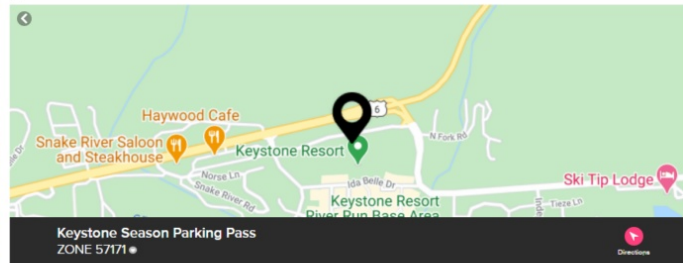 6
Haywood Cafe
Snake River Saloon
and Steakhouse
Keystone Resort
N Fork Rd
Norse Ln
Snake River Rd
Ida Belle Dr
Ski Tip Lodge
Keystone Resort
River Run Base Area
Tieze Ln
Keystone Season Parking Pass
ZONE 57171
Directions